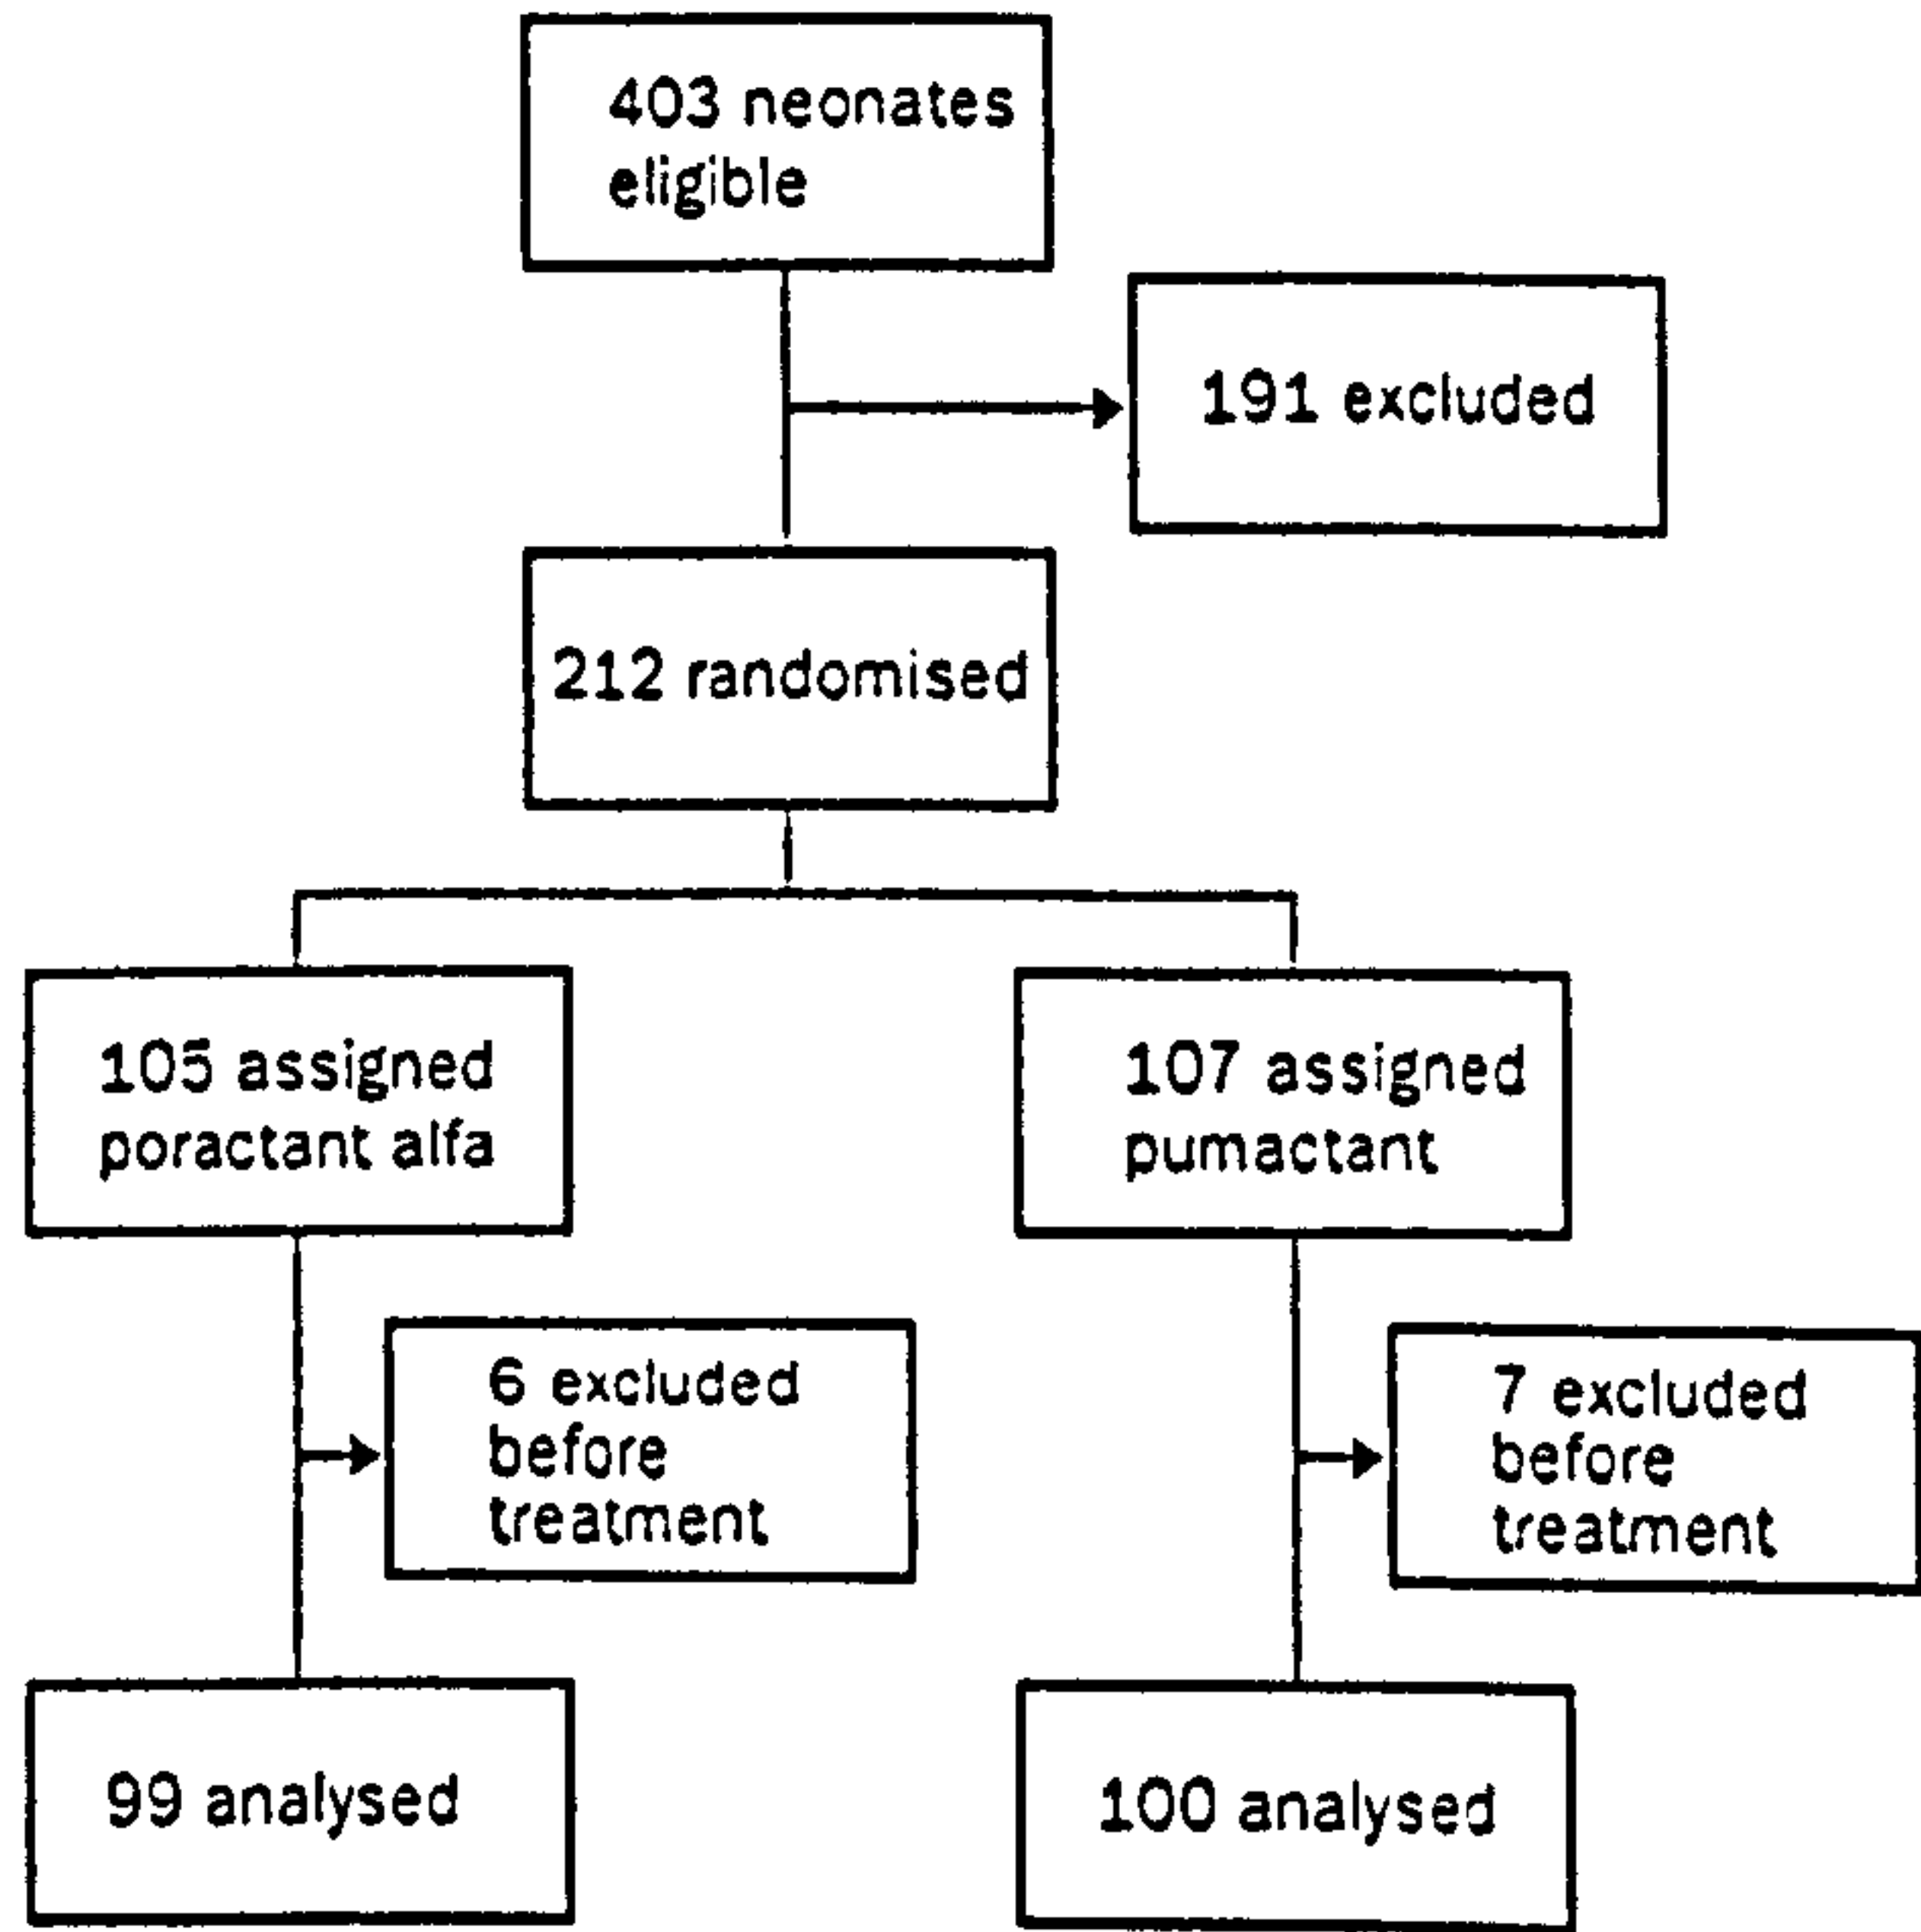 403 neonates
eligible
191 excluded
212 randomised
105 assigned
poractant alfa
107 assigned
pumactant
6 excluded
before
treatment
7 excluded
before
treatment
99 analysed
100 analysed